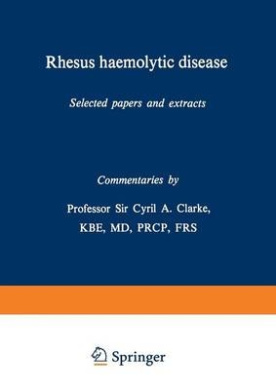 Rhesus haemolytic disease
Selected papers and extracts
Commentaries by
Professor Sir Cyril A. Clarke,
KBE, MD, PRCP, FRS
Springer